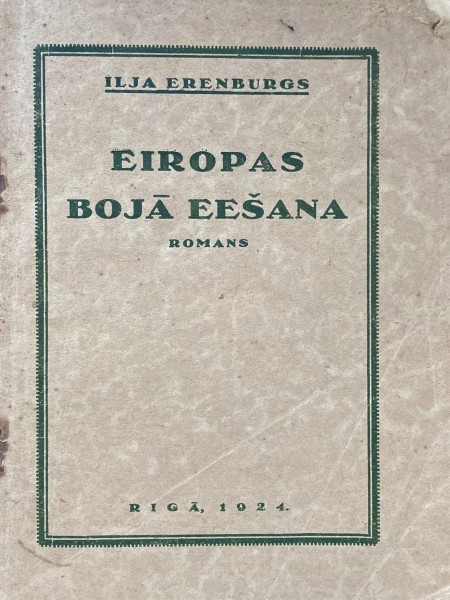 ILJA ERENBURGS
EIROPAS
BOJĀ EEŠANA
ROMANS
RIGĀ, 1924.